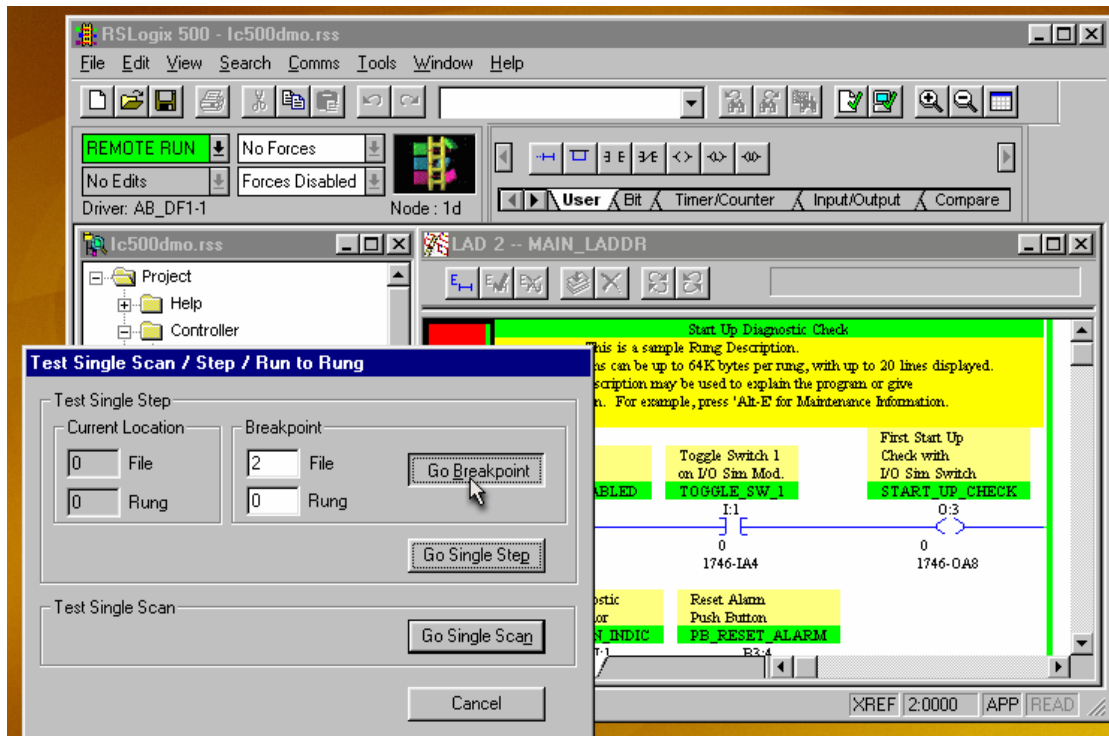 RSLogix 500 - lc500dmo.rss
File Edit View Search Comms Tools Window Help
REMOTE RUN No Forces
No Edits Forces Disabled
Driver: AB_DF1-1 Node : 1d
User Bit Timer/Counter Input/Output Compare
lc500dmo.rss
Project
Help
Controller
LAD 2 -- MAIN_LADDR
Start Up Diagnostic Check
This is a sample Rung Description.
ns can be up to 64K bytes per rung, with up to 20 lines displayed.
scription may be used to explain the program or give
n. For example, press 'Alt-E' for Maintenance Information.
Toggle Switch 1
on I/O Sim Mod.
ABLED TOGGLE_SW_1
I:1
0
1746-IA4
First Start Up
Check with
I/O Sim Switch
START_UP_CHECK
O:3
0
1746-OA8
ostic
or
N_INDIC
I:1
Reset Alarm
Push Button
PB_RESET_ALARM
B3:4
Test Single Scan / Step / Run to Rung
Test Single Step
Current Location
0 File
0 Rung
Breakpoint
2 File
0 Rung
Go Breakpoint
Go Single Step
Test Single Scan
Go Single Scan
Cancel
XREF 2:0000 APP READ